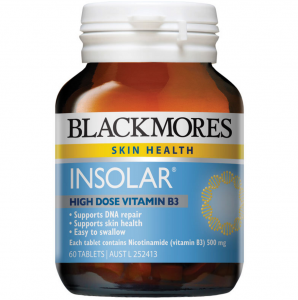 BLACKMORES
SKIN HEALTH
INSOLAR®
HIGH DOSE VITAMIN B3
• Supports DNA repair
• Supports skin health
• Easy to swallow
Each tablet contains Nicotinamide (vitamin B3) 500 mg
60 TABLETS | AUST L 252413